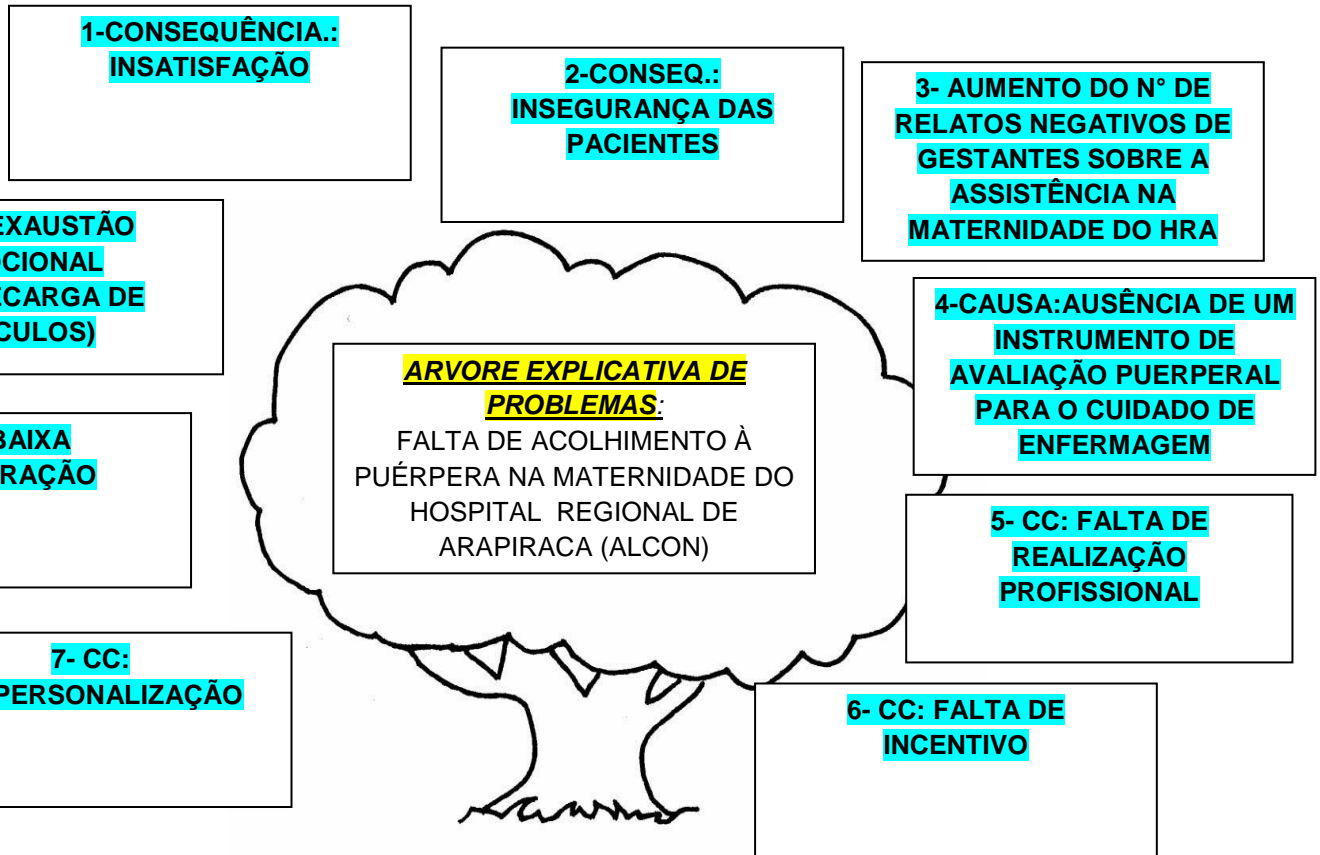 1-CONSEQUÊNCIA.:
INSATISFAÇÃO
2-CONSEQ.:
INSEGURANÇA DAS
PACIENTES
3- AUMENTO DO N° DE
RELATOS NEGATIVOS DE
GESTANTES SOBRE A
ASSISTÊNCIA NA
MATERNIDADE DO HRA
EXAUSTÃO
OCIONAL
ECARGA DE
CULOS)
4-CAUSA:AUSÊNCIA DE UM
INSTRUMENTO DE
AVALIAÇÃO PUERPERAL
PARA O CUIDADO DE
ENFERMAGEM
ARVORE EXPLICATIVA DE
PROBLEMAS:
FALTA DE ACOLHIMENTO À
PUÉRPERA NA MATERNIDADE DO
HOSPITAL REGIONAL DE
ARAPIRACA (ALCON)
BAIXA
RAÇÃO
5- CC: FALTA DE
REALIZAÇÃO
PROFISSIONAL
7- CC:
PERSONALIZAÇÃO
6- CC: FALTA DE
INCENTIVO